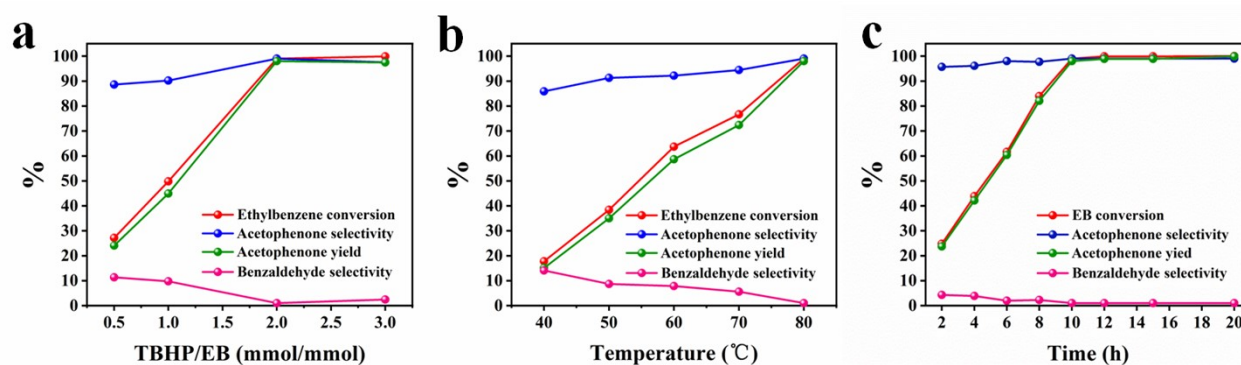 a
100
90
80
70
60
50
40
30
20
10
0
%
Ethylbenzene conversion
Acetophenone selectivity
Acetophenone yield
Benzaldehyde selectivity
0.5 1.0 1.5 2.0 2.5 3.0
TBHP/EB (mmol/mmol)
b
100
90
80
70
60
50
40
30
20
10
0
%
Ethylbenzene conversion
Acetophenone selectivity
Acetophenone yield
Benzaldehyde selectivity
40 50 60 70 80
Temperature (℃)
c
100
90
80
70
60
50
40
30
20
10
0
%
EB conversion
Acetophenone selectivity
Acetophenone yied
Benzaldehyde selectivity
2 4 6 8 10 12 14 16 18 20
Time (h)